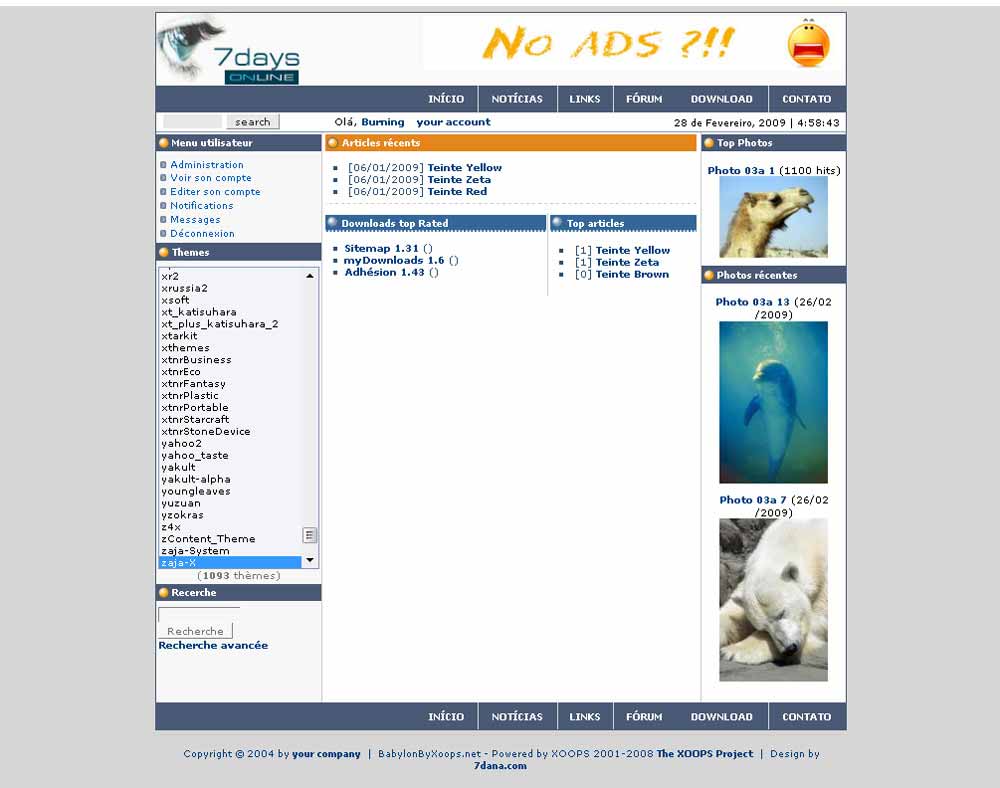 7days
ONLINE
No ADS ?!!
INÍCIO NOTÍCIAS LINKS FÓRUM DOWNLOAD CONTATO
search
Olá, Burning your account
28 de Fevereiro, 2009 | 4:58:43
Menu utilisateur
Administration
Voir son compte
Editer son compte
Notifications
Messages
Déconnexion
Themes
xr2
xrussia2
xsoft
xt_katisuhara
xt_plus_katisuhara_2
xtarkit
xthemes
xtnrBusiness
xtnrEco
xtnrFantasy
xtnrPlastic
xtnrPortable
xtnrStarcraft
xtnrStoneDevice
yahoo2
yahoo_taste
yakult
yakult-alpha
youngleaves
yuzuan
yzokras
z4x
zContent_Theme
zaja-System
zaja-X
(1093 thèmes)
Recerche
Recherche
Recherche avancée
Articles récents
[06/01/2009] Teinte Yellow
[06/01/2009] Teinte Zeta
[06/01/2009] Teinte Red
Downloads top Rated
Sitemap 1.31 ()
myDownloads 1.6 ()
Adhésion 1.43 ()
Top articles
[1] Teinte Yellow
[1] Teinte Zeta
[0] Teinte Brown
Top Photos
Photo 03a 1 (1100 hits)
Photos récentes
Photo 03a 13 (26/02
/2009)
Photo 03a 7 (26/02
/2009)
INÍCIO NOTÍCIAS LINKS FÓRUM DOWNLOAD CONTATO
Copyright © 2004 by your company | BabylonByXoops.net - Powered by XOOPS 2001-2008 The XOOPS Project | Design by
7dana.com